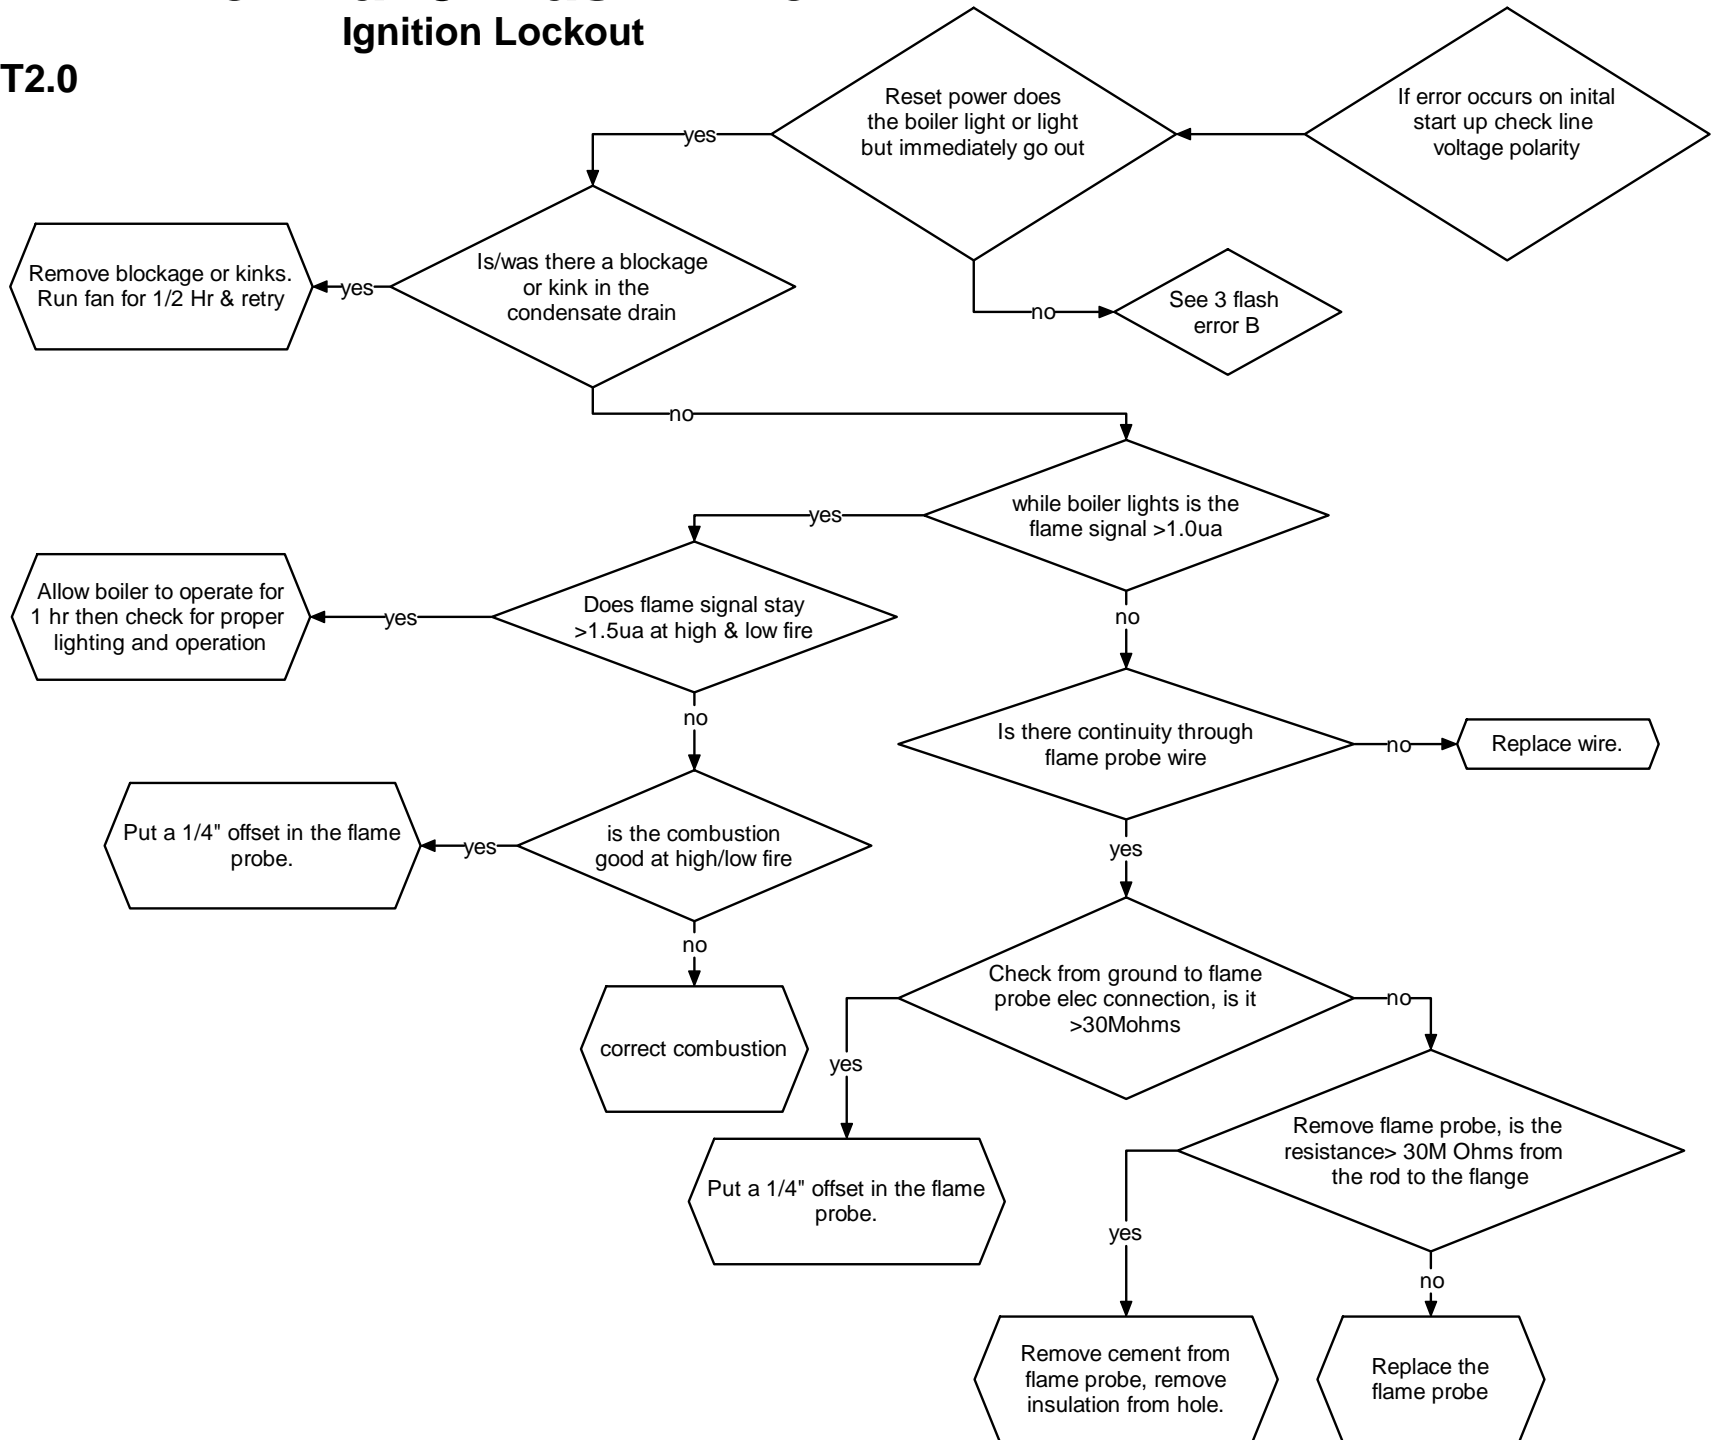 Ignition Lockout
T2.0
Reset power does
the boiler light or light
but immediately go out
If error occurs on inital
start up check line
voltage polarity
yes
Is/was there a blockage
or kink in the
condensate drain
Remove blockage or kinks.
Run fan for 1/2 Hr & retry
yes
no
See 3 flash
error B
no
while boiler lights is the
flame signal >1.0ua
yes
Does flame signal stay
>1.5ua at high & low fire
Allow boiler to operate for
1 hr then check for proper
lighting and operation
yes
no
no
Is there continuity through
flame probe wire
no
Replace wire.
is the combustion
good at high/low fire
yes
Put a 1/4" offset in the flame
probe.
yes
no
correct combustion
Check from ground to flame
probe elec connection, is it
>30Mohms
no
yes
Put a 1/4" offset in the flame
probe.
Remove flame probe, is the
resistance> 30M Ohms from
the rod to the flange
yes
no
Remove cement from
flame probe, remove
insulation from hole.
Replace the
flame probe